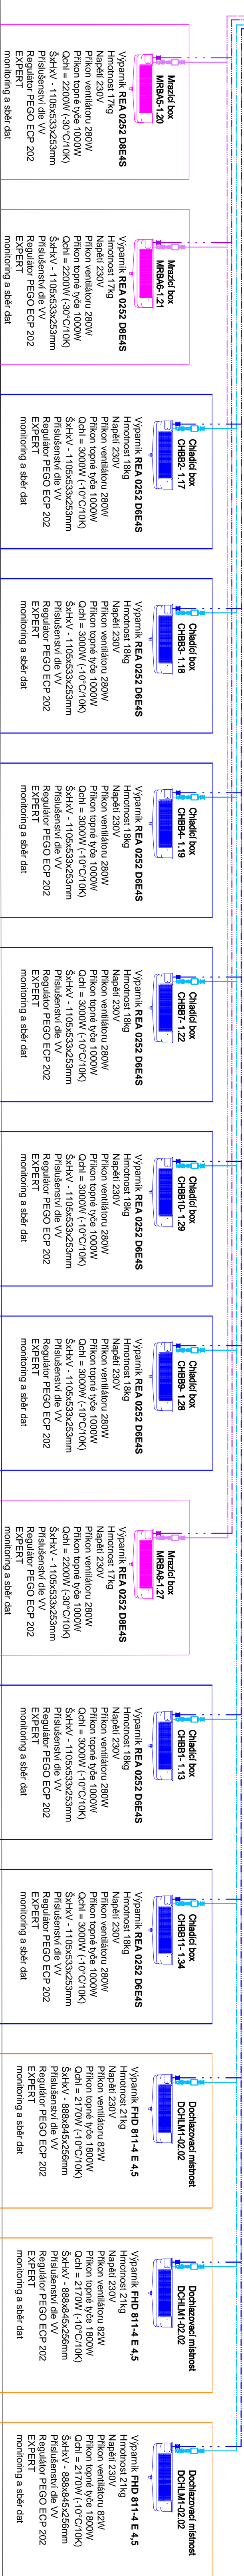 Mrazící box
MRBA5-1.20
Výparník REA 0252 D8E4S
Hmotnost 17kg
Napětí 230V
Příkon ventilátoru 280W
Příkon topné tyče 1000W
Qchl = 2200W (-30°C/10K)
ŠxHxV - 1105x533x253mm
Příslušenství dle VV
Regulátor PEGO ECP 202
EXPERT
monitoring a sběr dat
Mrazící box
MRBA6-1.21
Výparník REA 0252 D8E4S
Hmotnost 17kg
Napětí 230V
Příkon ventilátoru 280W
Příkon topné tyče 1000W
Qchl = 2200W (-30°C/10K)
ŠxHxV - 1105x533x253mm
Příslušenství dle VV
Regulátor PEGO ECP 202
EXPERT
monitoring a sběr dat
Chladící box
CHBB2- 1.17
Výparník REA 0252 D6E4S
Hmotnost 18kg
Napětí 230V
Příkon ventilátoru 280W
Příkon topné tyče 1000W
Qchl = 3000W (-10°C/10K)
ŠxHxV - 1105x533x253mm
Příslušenství dle VV
Regulátor PEGO ECP 202
EXPERT
monitoring a sběr dat
Chladící box
CHBB3- 1.18
Výparník REA 0252 D6E4S
Hmotnost 18kg
Napětí 230V
Příkon ventilátoru 280W
Příkon topné tyče 1000W
Qchl = 3000W (-10°C/10K)
ŠxHxV - 1105x533x253mm
Příslušenství dle VV
Regulátor PEGO ECP 202
EXPERT
monitoring a sběr dat
Chladící box
CHBB4- 1.19
Výparník REA 0252 D6E4S
Hmotnost 18kg
Napětí 230V
Příkon ventilátoru 280W
Příkon topné tyče 1000W
Qchl = 3000W (-10°C/10K)
ŠxHxV - 1105x533x253mm
Příslušenství dle VV
Regulátor PEGO ECP 202
EXPERT
monitoring a sběr dat
Chladící box
CHBB7- 1.22
Výparník REA 0252 D6E4S
Hmotnost 18kg
Napětí 230V
Příkon ventilátoru 280W
Příkon topné tyče 1000W
Qchl = 3000W (-10°C/10K)
ŠxHxV - 1105x533x253mm
Příslušenství dle VV
Regulátor PEGO ECP 202
EXPERT
monitoring a sběr dat
Chladící box
CHBB10- 1.29
Výparník REA 0252 D6E4S
Hmotnost 18kg
Napětí 230V
Příkon ventilátoru 280W
Příkon topné tyče 1000W
Qchl = 3000W (-10°C/10K)
ŠxHxV - 1105x533x253mm
Příslušenství dle VV
Regulátor PEGO ECP 202
EXPERT
monitoring a sběr dat
Chladící box
CHBB9- 1.28
Výparník REA 0252 D6E4S
Hmotnost 18kg
Napětí 230V
Příkon ventilátoru 280W
Příkon topné tyče 1000W
Qchl = 3000W (-10°C/10K)
ŠxHxV - 1105x533x253mm
Příslušenství dle VV
Regulátor PEGO ECP 202
EXPERT
monitoring a sběr dat
Mrazící box
MRBA8-1.27
Výparník REA 0252 D8E4S
Hmotnost 17kg
Napětí 230V
Příkon ventilátoru 280W
Příkon topné tyče 1000W
Qchl = 2200W (-30°C/10K)
ŠxHxV - 1105x533x253mm
Příslušenství dle VV
Regulátor PEGO ECP 202
EXPERT
monitoring a sběr dat
Chladící box
CHBB1- 1.13
Výparník REA 0252 D6E4S
Hmotnost 18kg
Napětí 230V
Příkon ventilátoru 280W
Příkon topné tyče 1000W
Qchl = 3000W (-10°C/10K)
ŠxHxV - 1105x533x253mm
Příslušenství dle VV
Regulátor PEGO ECP 202
EXPERT
monitoring a sběr dat
Chladící box
CHBB11- 1.34
Výparník REA 0252 D6E4S
Hmotnost 18kg
Napětí 230V
Příkon ventilátoru 280W
Příkon topné tyče 1000W
Qchl = 3000W (-10°C/10K)
ŠxHxV - 1105x533x253mm
Příslušenství dle VV
Regulátor PEGO ECP 202
EXPERT
monitoring a sběr dat
Dochlazovací místnost
DCHLM1-02.02
Výparník FHD 811-4 E 4,5
Hmotnost 21kg
Napětí 230V
Příkon ventilátoru 82W
Příkon topné tyče 1800W
Qchl = 2170W (-10°C/10K)
ŠxHxV - 888x845x256mm
Příslušenství dle VV
Regulátor PEGO ECP 202
EXPERT
monitoring a sběr dat
Dochlazovací místnost
DCHLM1-02.02
Výparník FHD 811-4 E 4,5
Hmotnost 21kg
Napětí 230V
Příkon ventilátoru 82W
Příkon topné tyče 1800W
Qchl = 2170W (-10°C/10K)
ŠxHxV - 888x845x256mm
Příslušenství dle VV
Regulátor PEGO ECP 202
EXPERT
monitoring a sběr dat
Dochlazovací místnost
DCHLM1-02.02
Výparník FHD 811-4 E 4,5
Hmotnost 21kg
Napětí 230V
Příkon ventilátoru 82W
Příkon topné tyče 1800W
Qchl = 2170W (-10°C/10K)
ŠxHxV - 888x845x256mm
Příslušenství dle VV
Regulátor PEGO ECP 202
EXPERT
monitoring a sběr dat